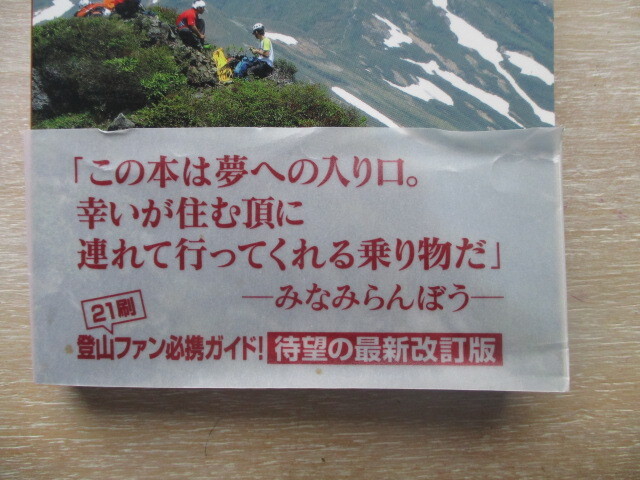 「この本は夢への入り口。
幸いが住む頂に
連れて行ってくれる乗り物だ」
―みなみらんぼう―
21刷
登山ファン必携ガイド! 待望の最新改訂版